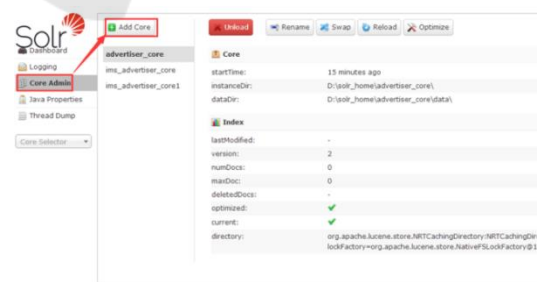 Solr
Dashboard
Logging
Core Admin
Java Properties
Thread Dump
Core Selector
Add Core
advertiser_core
ims_advertiser_core
ims_advertiser_core1
Unload Rename Swap Reload Optimize
Core
startTime: 15 minutes ago
instanceDir: D:\solr_home\advertiser_core\
dataDir: D:\solr_home\advertiser_core\data\
Index
lastModified: -
version: 2
numDocs: 0
maxDoc: 0
deletedDocs: -
optimized:
current:
directory: org.apache.lucene.store.NRTCachingDirectory:NRTCachingDire
lockFactory=org.apache.lucene.store.NativeFSLockFactory@1